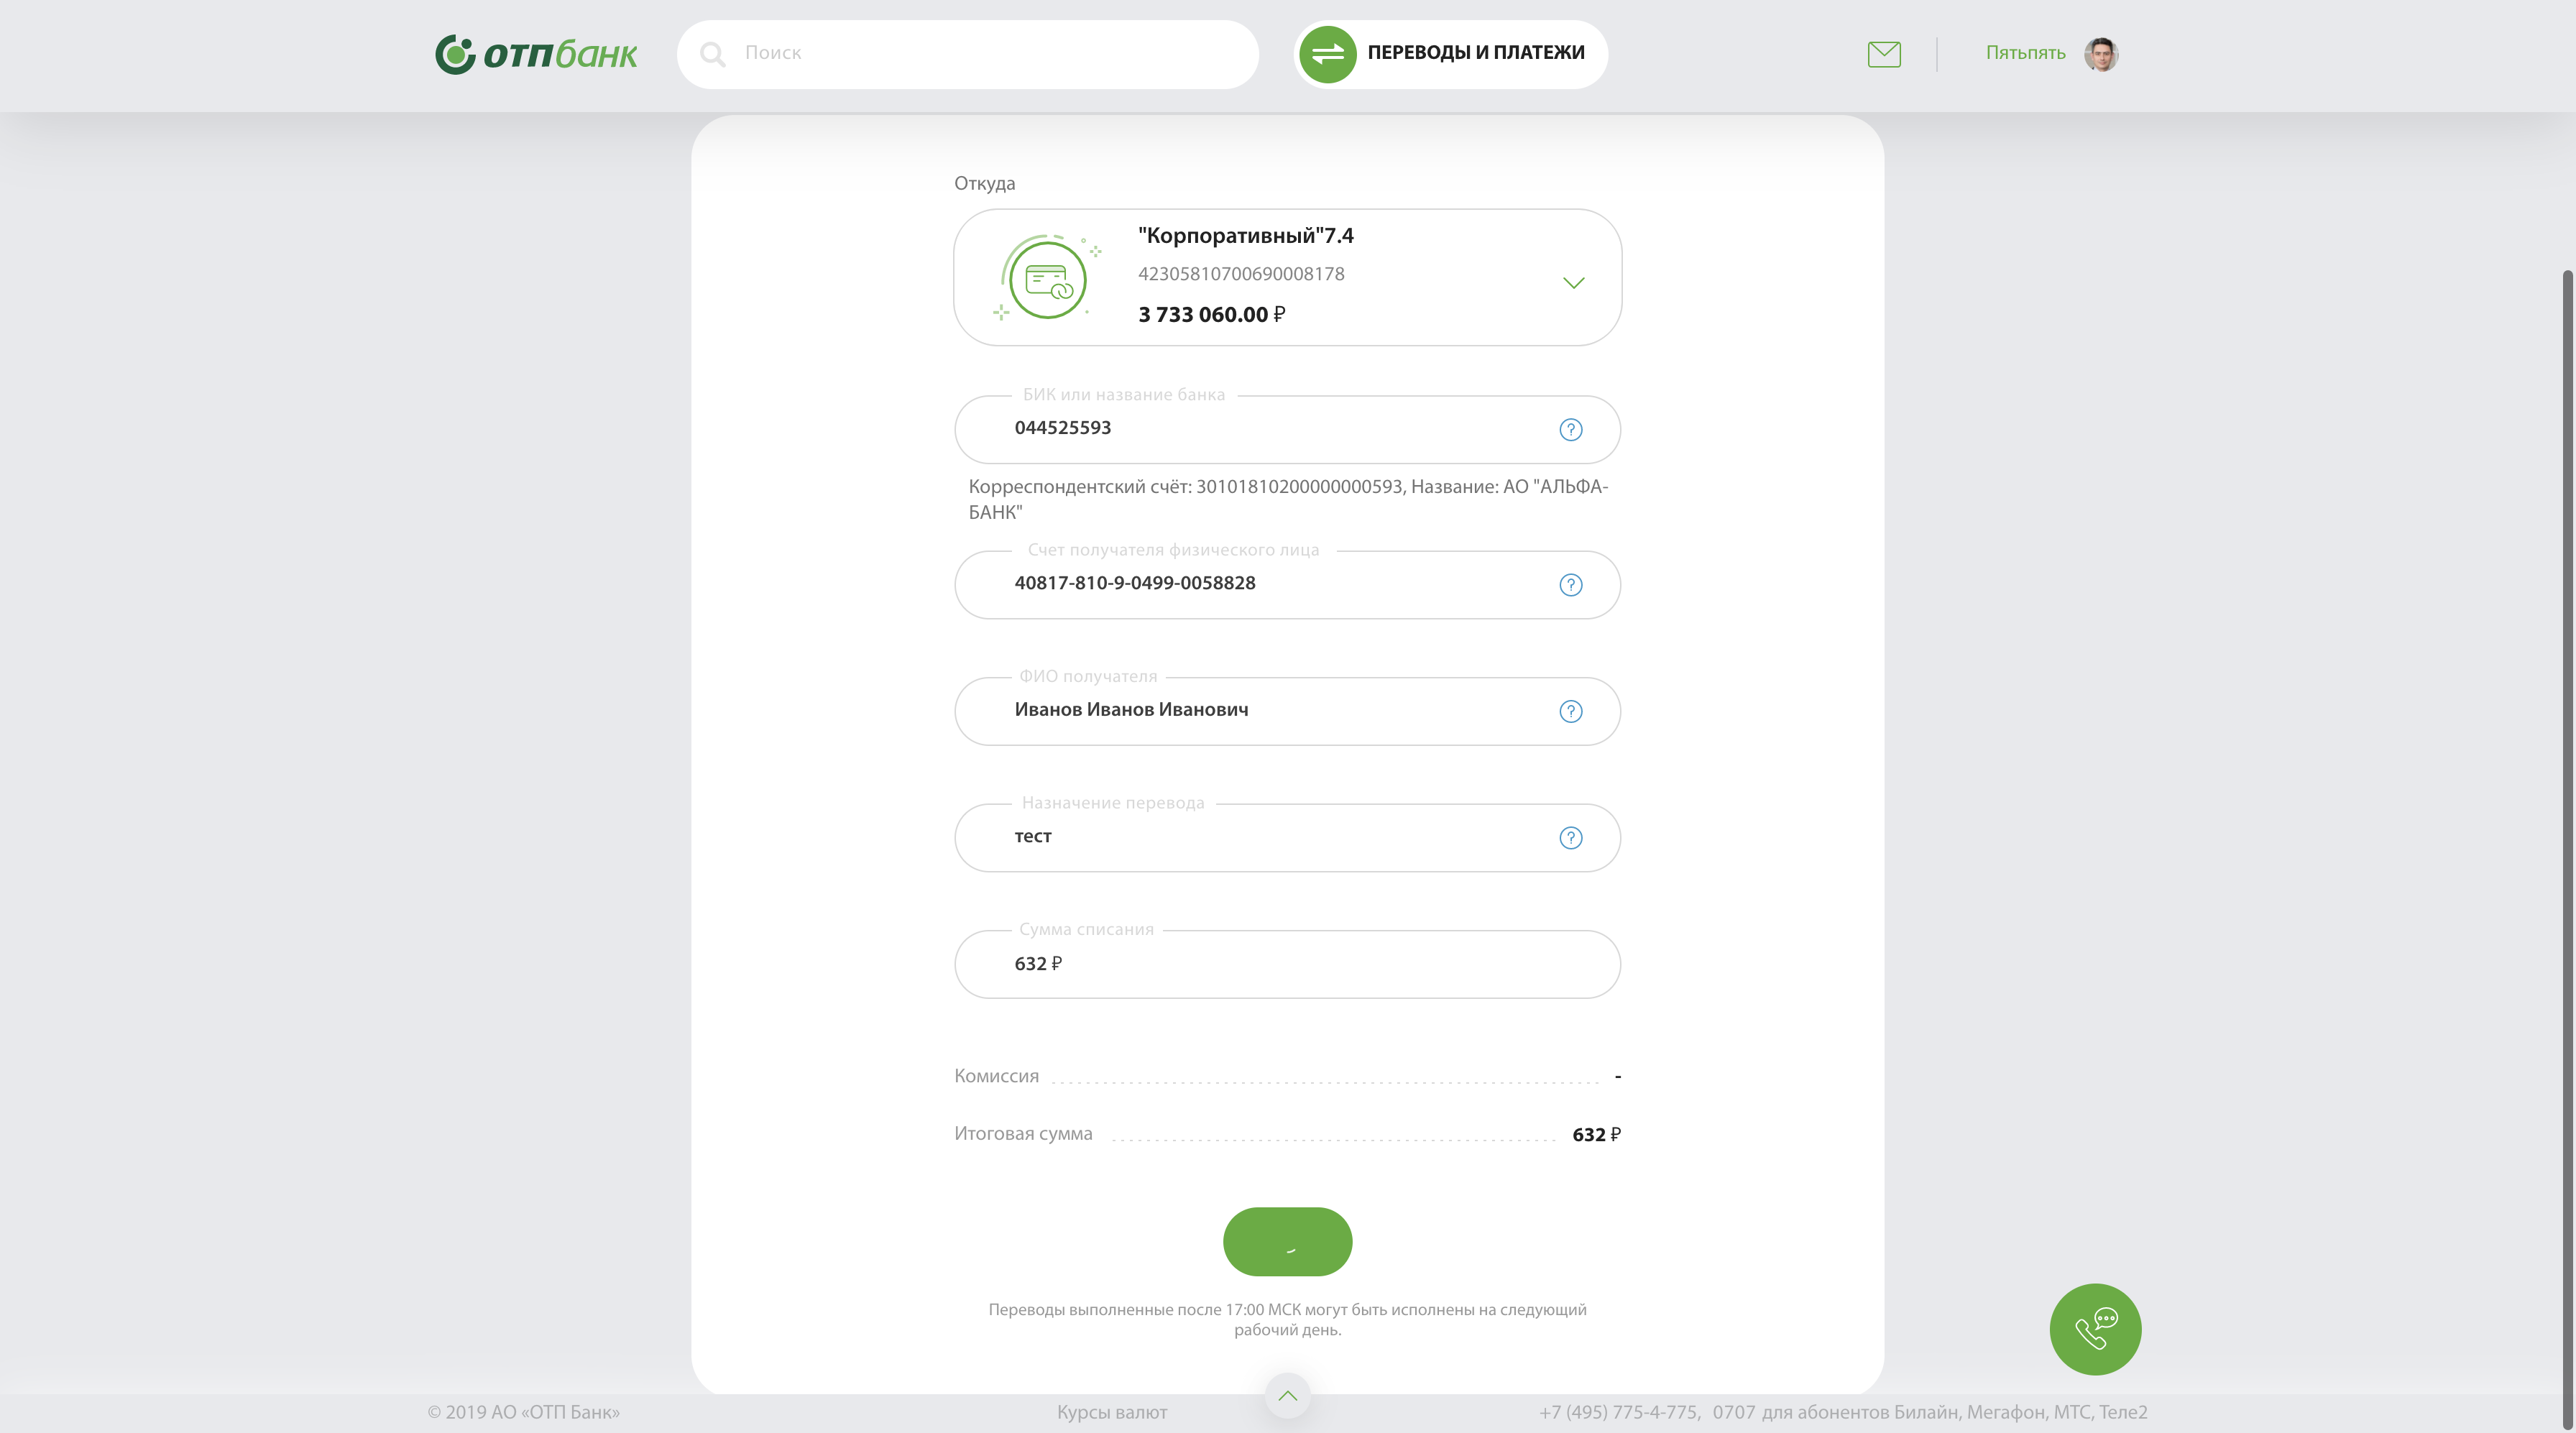 отпбанк
Поиск
ПЕРЕВОДЫ И ПЛАТЕЖИ
Пятьпять
Откуда
"Корпоративный"7.4
42305810700690008178
3 733 060.00 ₽
БИК или название банка
044525593
Корреспондентский счёт: 30101810200000000593, Название: АО "АЛЬФА-
БАНК"
Счет получателя физического лица
40817-810-9-0499-0058828
ФИО получателя
Иванов Иванов Иванович
Назначение перевода
тест
Сумма списания
632 ₽
Комиссия -
Итоговая сумма 632 ₽
Переводы выполненные после 17:00 МСК могут быть исполнены на следующий
рабочий день.
© 2019 АО «ОТП Банк»
Курсы валют
+7 (495) 775-4-775, 0707 для абонентов Билайн, Мегафон, МТС, Теле2